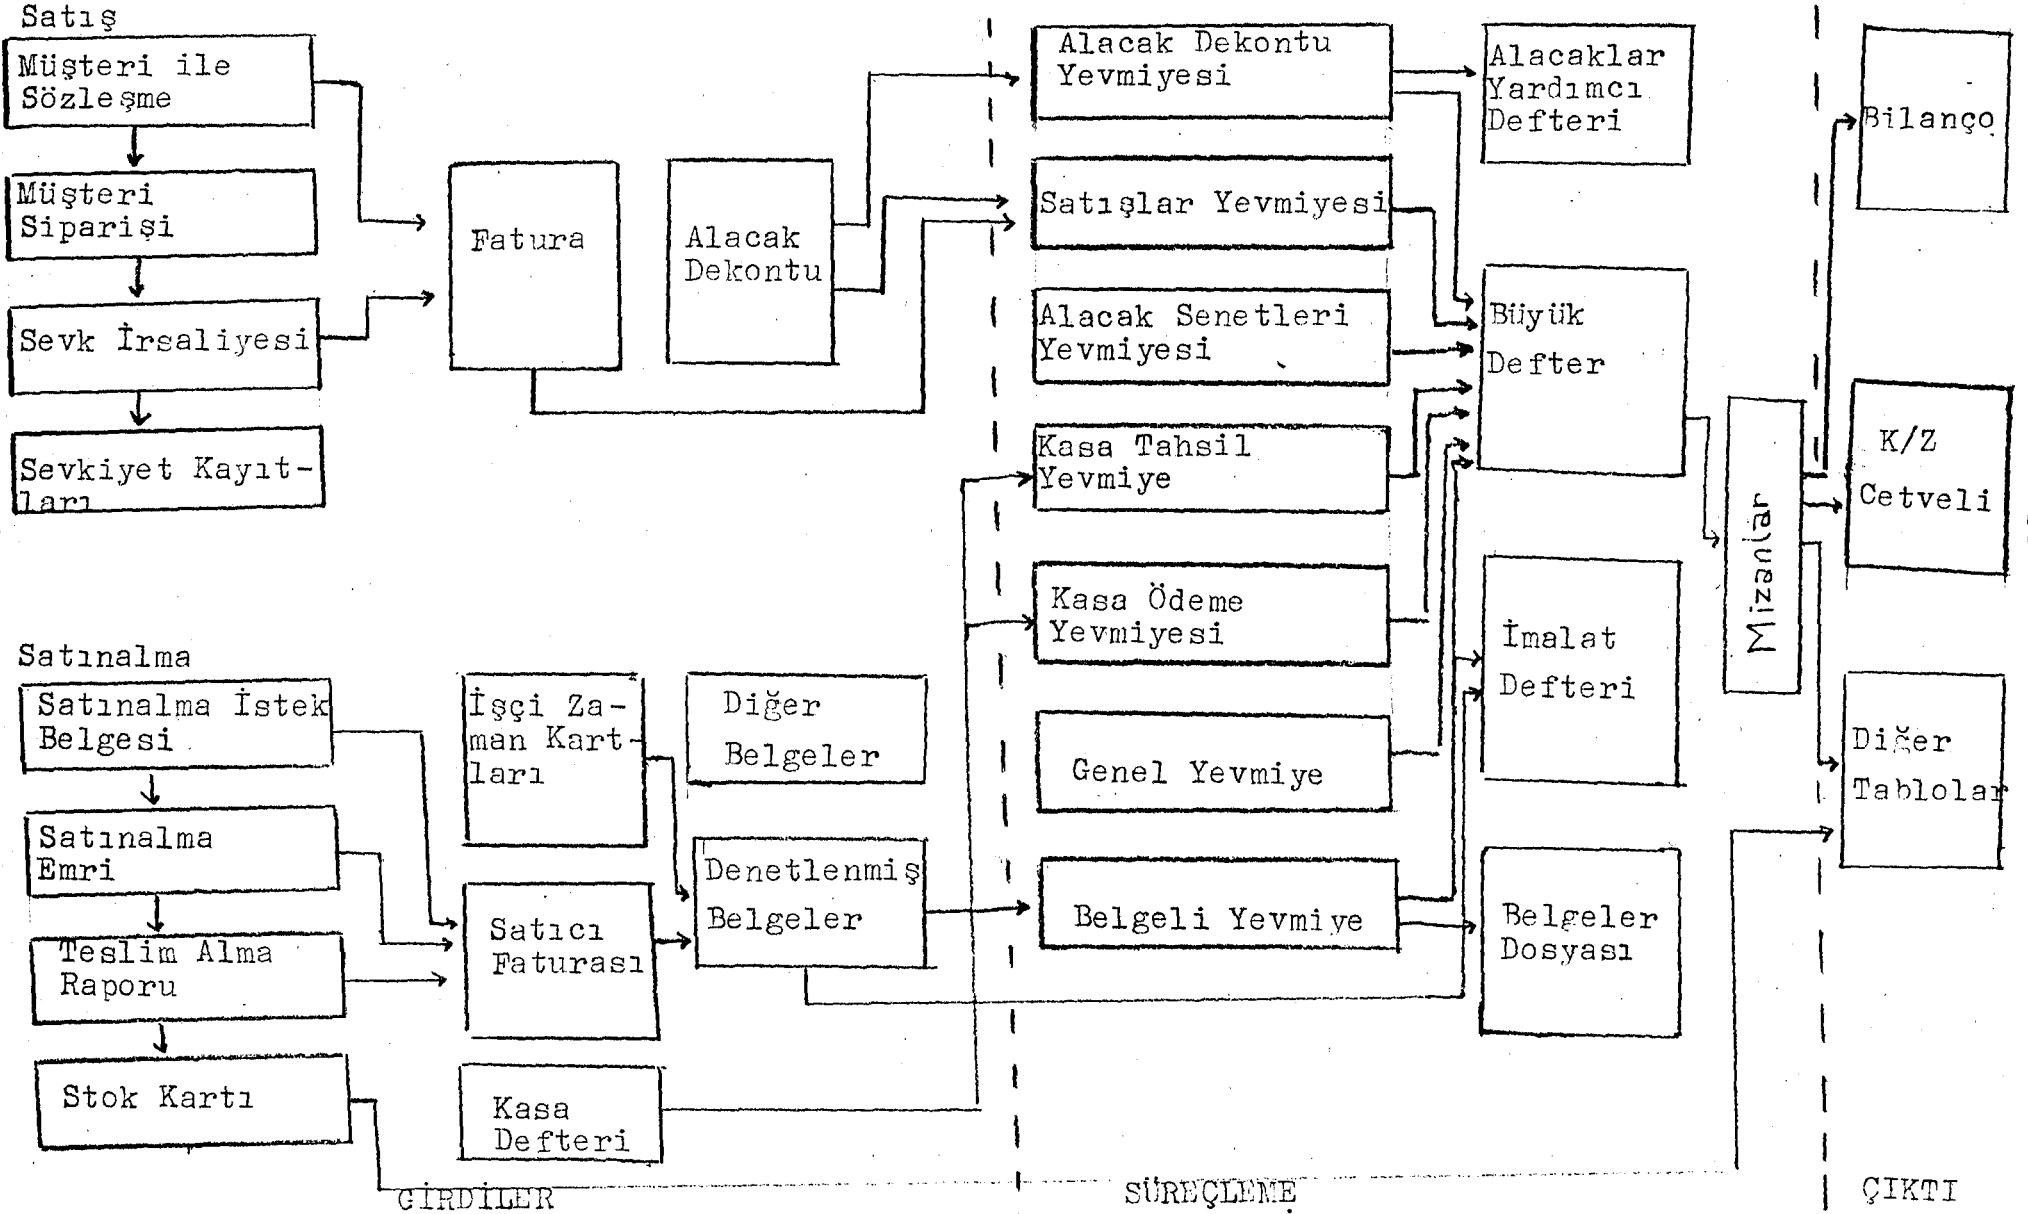 Satış
Müşteri ile
Sözleşme
Müşteri
Siparişi
Sevk İrsaliyesi
Sevkiyet Kayıt-
ları
Fatura
Alacak
Dekontu
Satınalma
Satınalma İstek
Belgesi
Satınalma
Emri
Teslim Alma
Raporu
Stok Kartı
İşçi Za-
man Kart-
ları
Diğer
Belgeler
Satıcı
Faturası
Denetlenmiş
Belgeler
Kasa
Defteri
GİRDİLER
Alacak Dekontu
Yevmiyesi
Satışlar Yevmiyesi
Alacak Senetleri
Yevmiyesi
Kasa Tahsil
Yevmiye
Kasa Ödeme
Yevmiyesi
Genel Yevmiye
Belgeli Yevmiye
Alacaklar
Yardımcı
Defteri
Büyük
Defter
İmalat
Defteri
Belgeler
Dosyası
Mizanlar
SÜREÇLEME
Bilanço
K/Z
Cetveli
Diğer
Tablolar
ÇIKTI